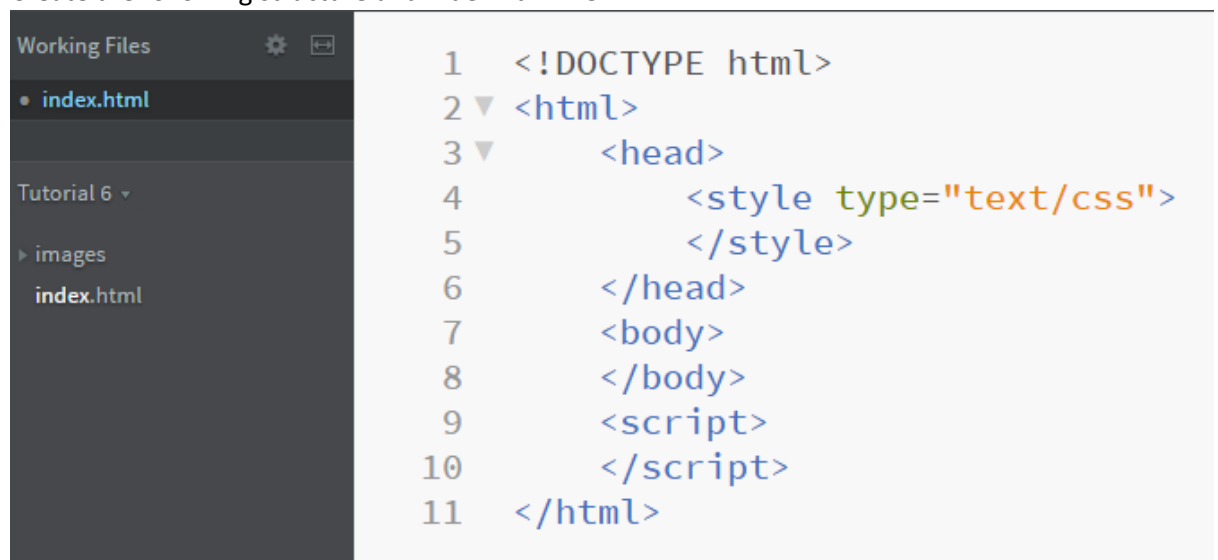 Working Files
index.html
Tutorial 6
images
index.html
1 <!DOCTYPE html>
2 <html>
3 <head>
4 <style type="text/css">
5 </style>
6 </head>
7 <body>
8 </body>
9 <script>
10 </script>
11 </html>